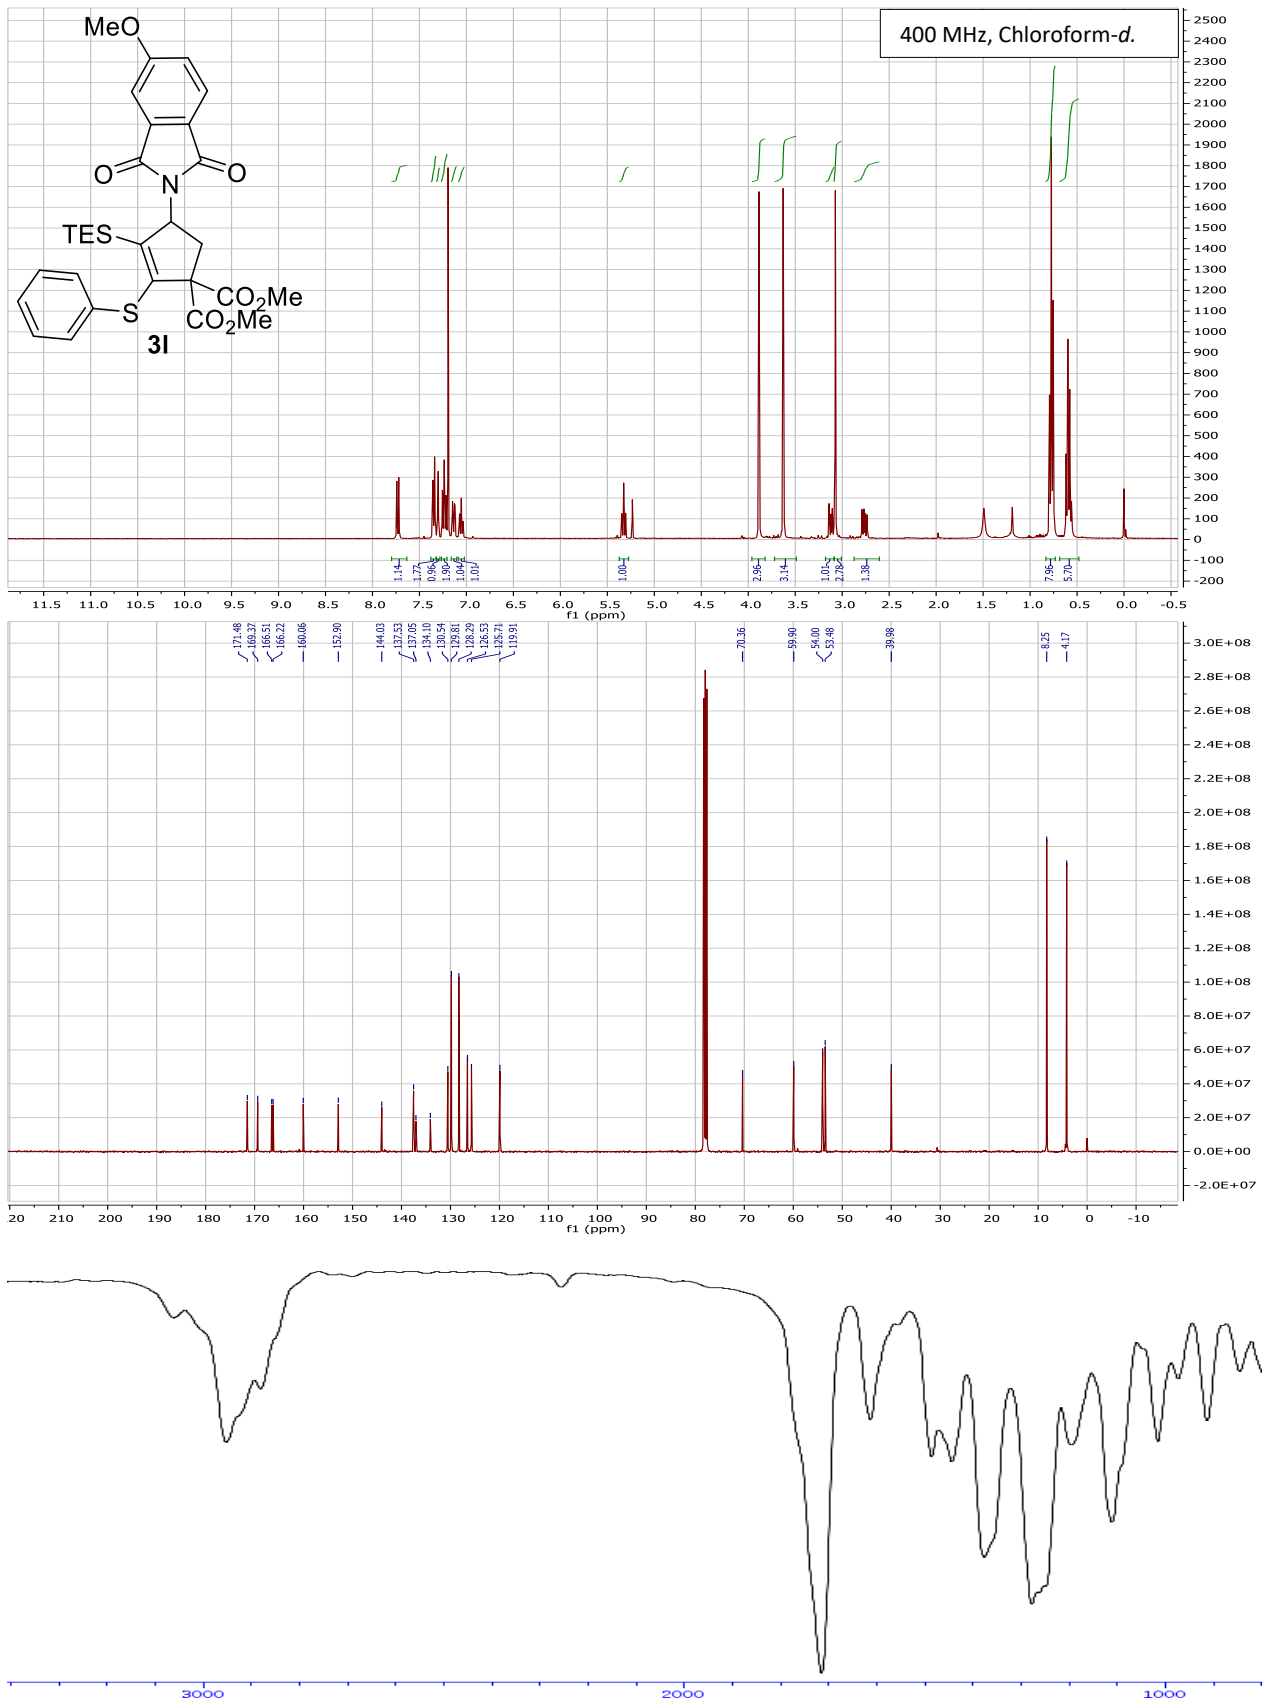 400 MHz, Chloroform-d.
MeO
O
O
N
TES
S
CO2Me
CO2Me
3l
2500
2400
2300
2200
2100
2000
1900
1800
1700
1600
1500
1400
1300
1200
1100
1000
900
800
700
600
500
400
300
200
100
0
-100
-200
1.14
1.77
0.96
1.90
1.04
1.01
1.00
2.96
3.14
1.01
2.78
1.38
7.96
5.70
11.5 11.0 10.5 10.0 9.5 9.0 8.5 8.0 7.5 7.0 6.5 6.0 5.5 5.0 4.5 4.0 3.5 3.0 2.5 2.0 1.5 1.0 0.5 0.0 -0.5
f1 (ppm)
171.48
169.37
166.51
166.22
160.06
152.90
144.03
137.53
137.05
134.10
130.54
129.81
128.29
126.53
125.71
119.91
70.36
59.90
54.00
53.48
39.98
8.25
4.17
3.0E+08
2.8E+08
2.6E+08
2.4E+08
2.2E+08
2.0E+08
1.8E+08
1.6E+08
1.4E+08
1.2E+08
1.0E+08
8.0E+07
6.0E+07
4.0E+07
2.0E+07
0.0E+00
-2.0E+07
20 210 200 190 180 170 160 150 140 130 120 110 100 90 80 70 60 50 40 30 20 10 0 -10
f1 (ppm)
3000 2000 1000